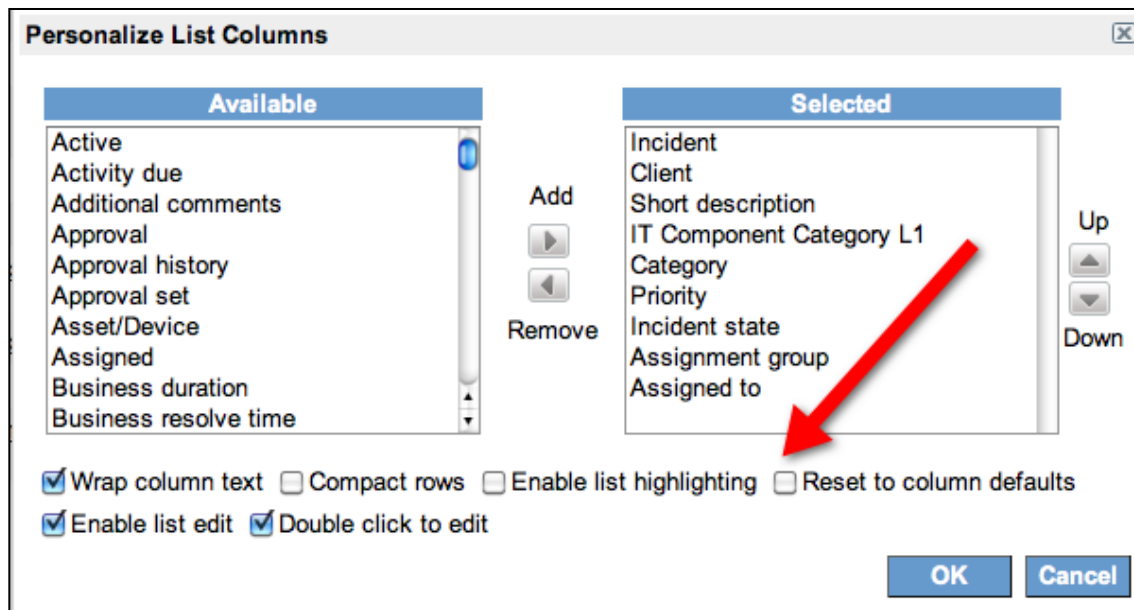 Personalize List Columns
Available
Selected
Active
Activity due
Additional comments
Approval
Approval history
Approval set
Asset/Device
Assigned
Business duration
Business resolve time
Add
Remove
Incident
Client
Short description
IT Component Category L1
Category
Priority
Incident state
Assignment group
Assigned to
Up
Down
Wrap column text Compact rows Enable list highlighting Reset to column defaults
Enable list edit Double click to edit
OK Cancel